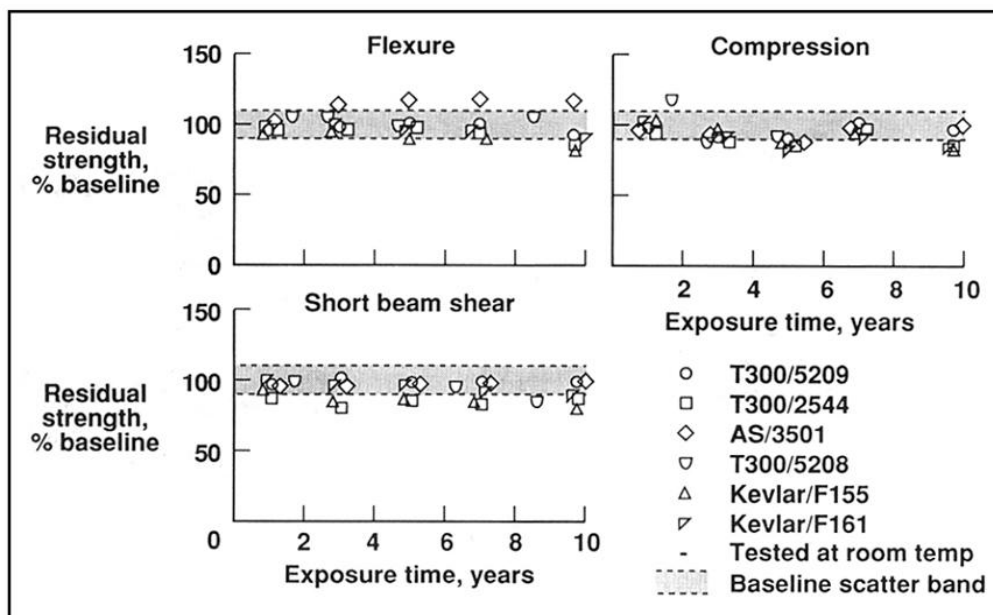 Flexure
150
100
50
0
Residual
strength,
% baseline
Compression
2 4 6 8 10
Exposure time, years
Short beam shear
150
100
50
0
Residual
strength,
% baseline
2 4 6 8 10
Exposure time, years
T300/5209
T300/2544
AS/3501
T300/5208
Kevlar/F155
Kevlar/F161
- Tested at room temp
Baseline scatter band